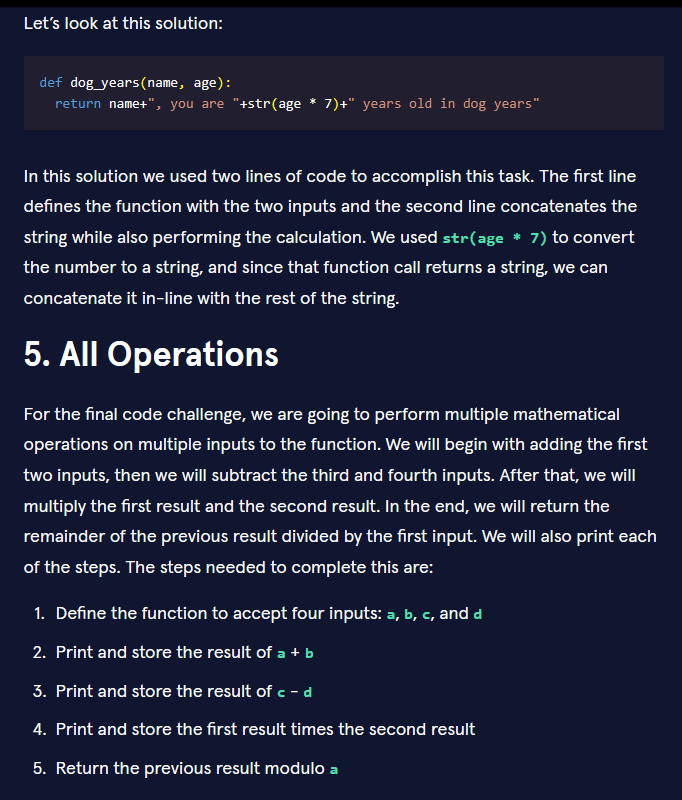 Let’s look at this solution:
def dog_years(name, age):
  return name+", you are "+str(age * 7)+" years old in dog years"
In this solution we used two lines of code to accomplish this task. The first line
defines the function with the two inputs and the second line concatenates the
string while also performing the calculation. We used str(age * 7) to convert
the number to a string, and since that function call returns a string, we can
concatenate it in-line with the rest of the string.
5. All Operations
For the final code challenge, we are going to perform multiple mathematical
operations on multiple inputs to the function. We will begin with adding the first
two inputs, then we will subtract the third and fourth inputs. After that, we will
multiply the first result and the second result. In the end, we will return the
remainder of the previous result divided by the first input. We will also print each
of the steps. The steps needed to complete this are:
1. Define the function to accept four inputs: a, b, c, and d
2. Print and store the result of a + b
3. Print and store the result of c - d
4. Print and store the first result times the second result
5. Return the previous result modulo a